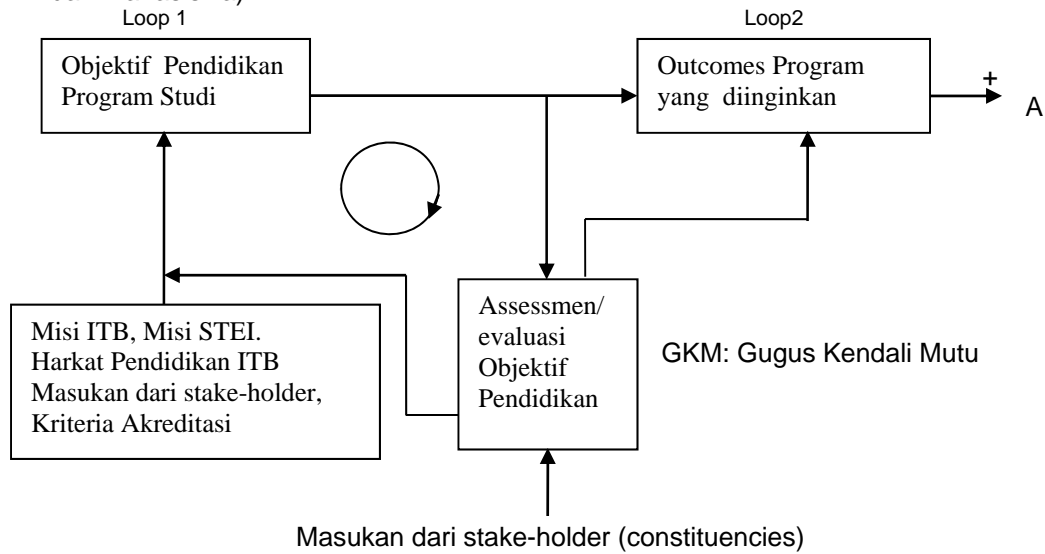 Loop 1
Loop2
Objektif Pendidikan
Program Studi
Outcomes Program
yang diinginkan
+
A
Misi ITB, Misi STEI.
Harkat Pendidikan ITB
Masukan dari stake-holder,
Kriteria Akreditasi
Assessmen/
evaluasi
Objektif
Pendidikan
GKM: Gugus Kendali Mutu
Masukan dari stake-holder (constituencies)